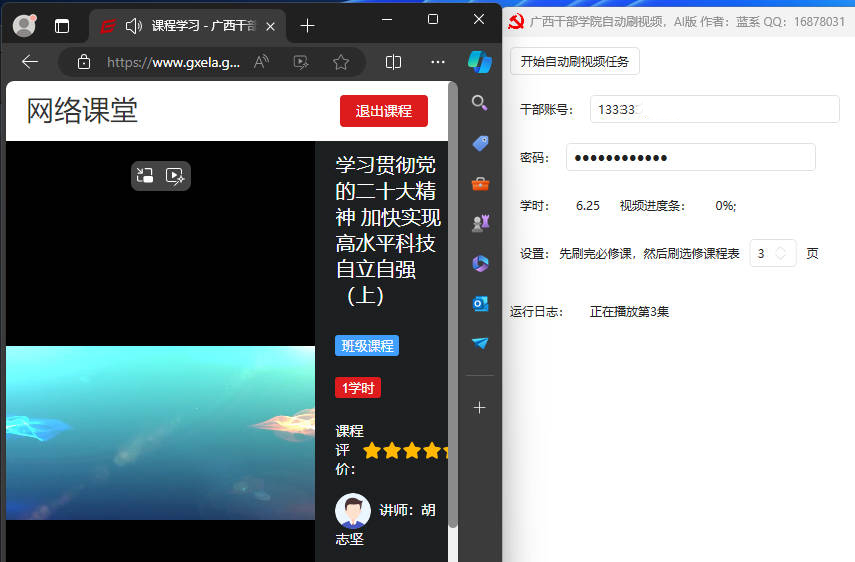 课程学习 - 广西干部
https://www.gxela.g...
网络课堂
退出课程
学习贯彻党
的二十大精
神 加快实现
高水平科技
自立自强
（上）
班级课程
1学时
课程
评
价：
讲师：胡
志坚
广西干部学院自动刷视频，AI版 作者：蓝系 QQ：16878031
开始自动刷视频任务
干部账号：
13333
密码：
●●●●●●●●●●●●
学时： 6.25 视频进度条： 0%;
设置：先刷完必修课，然后刷选修课程表 3 页
运行日志： 正在播放第3集